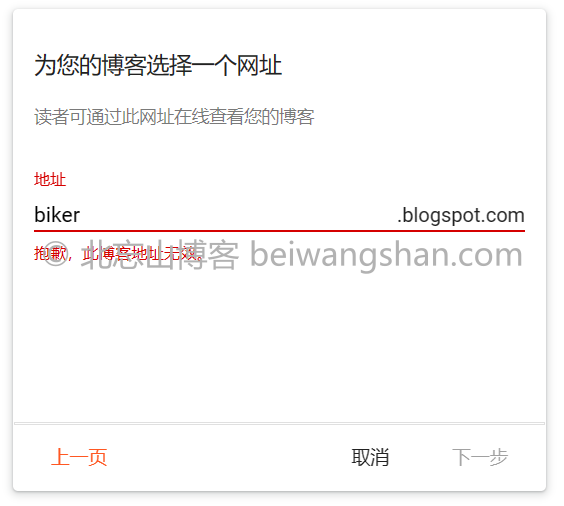 为您的博客选择一个网址
读者可通过此网址在线查看您的博客
地址
biker .blogspot.com
抱歉，此博客地址无效。
© 北忘山博客 beiwangshan.com
上一页 取消 下一步